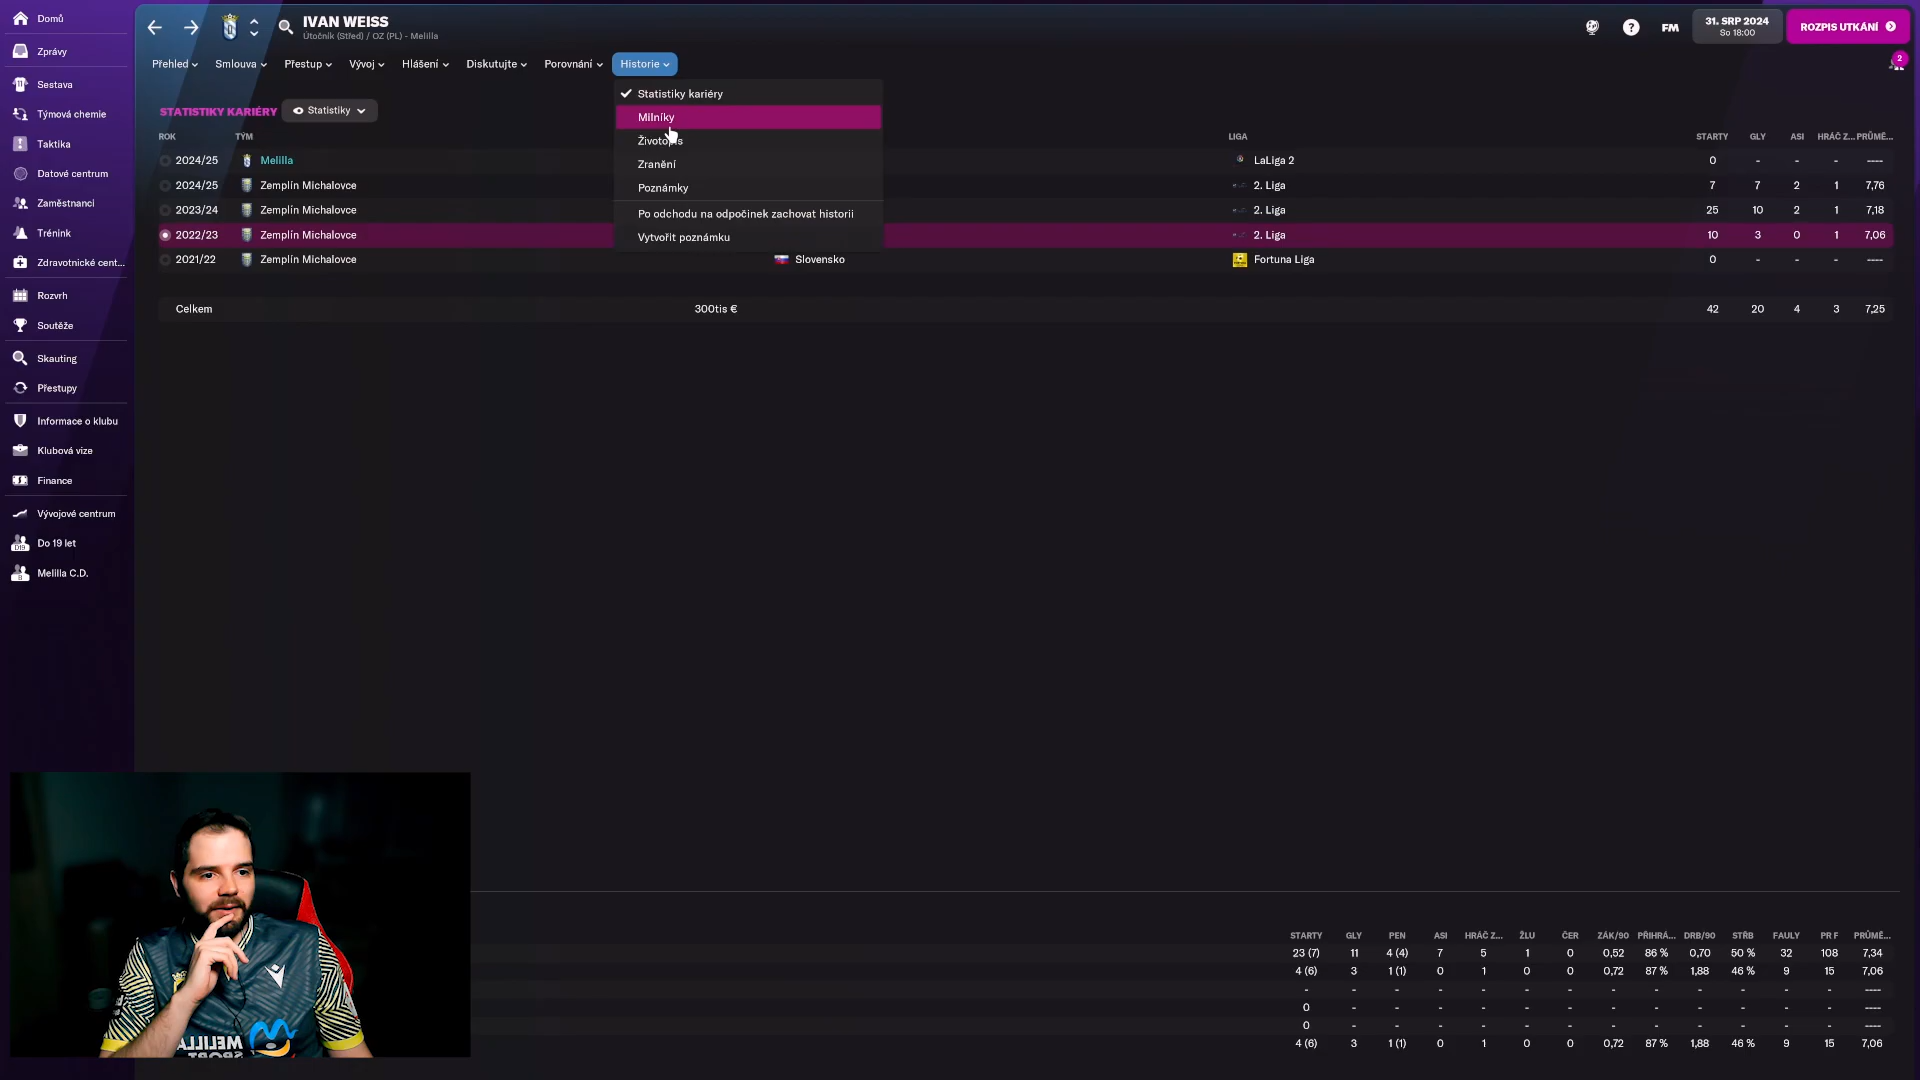 Domů
Zprávy
Sestava
Týmová chemie
Taktika
Datové centrum
Zaměstnanci
Trénink
Zdravotnické cent...
Rozvrh
Soutěže
Skauting
Přestupy
Informace o klubu
Klubová vize
Finance
Vývojové centrum
Do 19 let
Melilla C.D.
IVAN WEISS
Útočník (Střed) / OZ (PL) - Melilla
FM
31. SRP 2024
So 18:00
ROZPIS UTKÁNÍ
2
Přehled Smlouva Přestup Vývoj Hlášení Diskutujte Porovnání Historie
Statistiky kariéry
Milníky
Životopis
Zranění
Poznámky
Po odchodu na odpočinek zachovat historii
Vytvořit poznámku
STATISTIKY KARIÉRY Statistiky
ROK TÝM LIGA STARTY GLY ASI HRÁČ Z... PRŮMĚ...
2024/25 Melilla LaLiga 2 0 - - - ----
2024/25 Zemplín Michalovce 2. Liga 7 7 2 1 7,76
2023/24 Zemplín Michalovce 2. Liga 25 10 2 1 7,18
2022/23 Zemplín Michalovce 2. Liga 10 3 0 1 7,06
2021/22 Zemplín Michalovce Slovensko Fortuna Liga 0 - - - ----
Celkem 300tis € 42 20 4 3 7,25
STARTY GLY PEN ASI HRÁČ Z... ŽLU ČER ZÁK/90 PŘIHRÁ... DRB/90 STŘB FAULY PR F PRŮMĚ...
23 (7) 11 4 (4) 7 5 1 0 0,52 86 % 0,70 50 % 32 108 7,34
4 (6) 3 1 (1) 0 1 0 0 0,72 87 % 1,88 46 % 9 15 7,06
- - - - - - - - - - - - - ----
0 - - - - - - - - - - - - ----
0 - - - - - - - - - - - - ----
4 (6) 3 1 (1) 0 1 0 0 0,72 87 % 1,88 46 % 9 15 7,06
MELILLA
SPORT